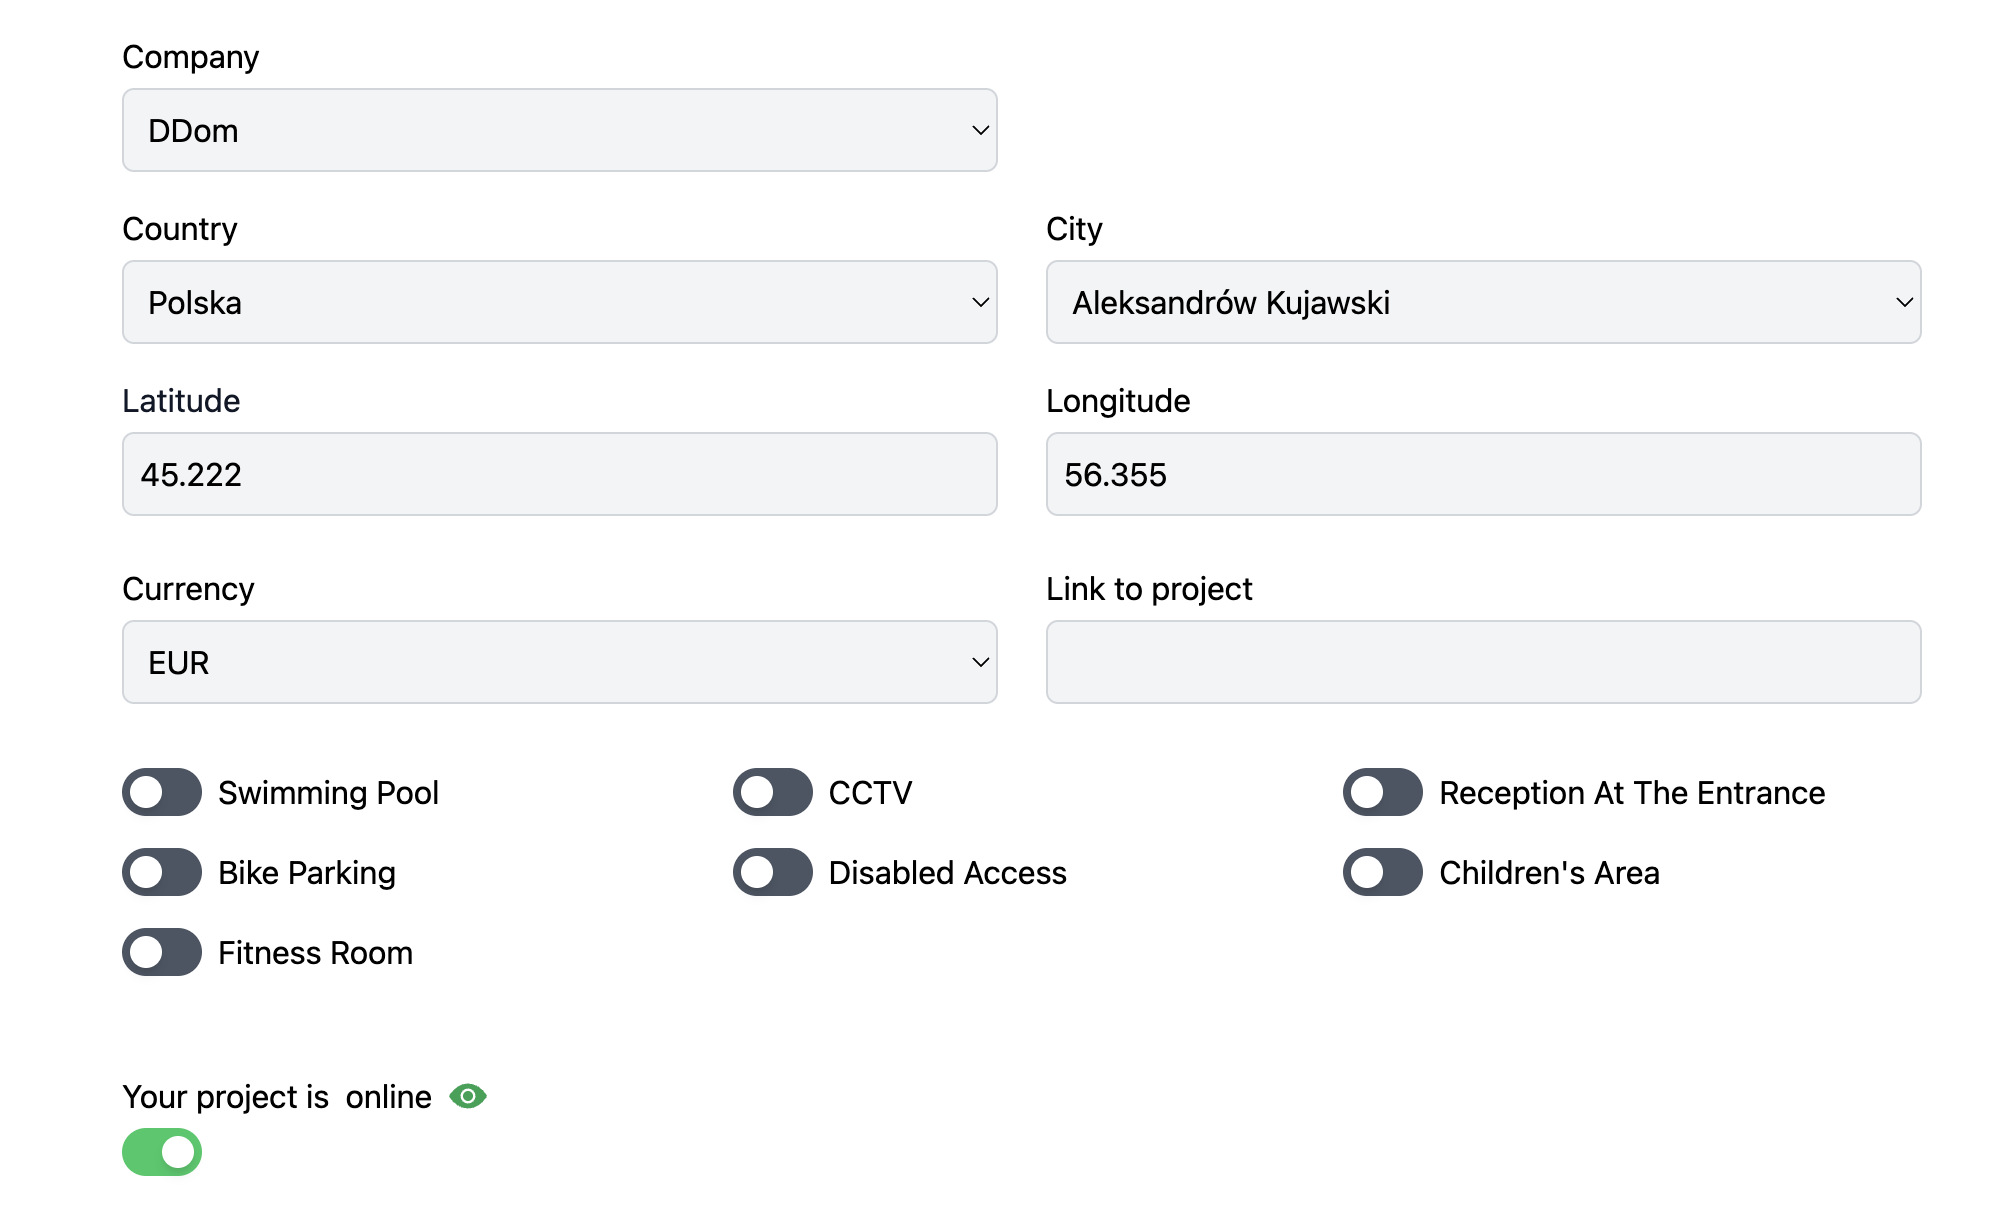 Company
DDom
Country
City
Polska
Aleksandrów Kujawski
Latitude
Longitude
45.222
56.355
Currency
Link to project
EUR
Swimming Pool
CCTV
Reception At The Entrance
Bike Parking
Disabled Access
Children's Area
Fitness Room
Your project is online